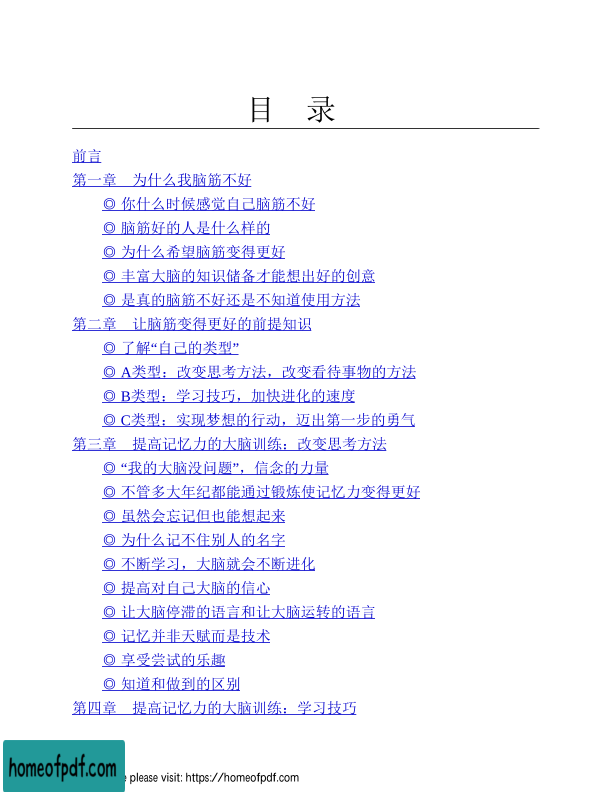 目 录
前言
第一章 为什么我脑筋不好
◎ 你什么时候感觉自己脑筋不好
◎ 脑筋好的人是什么样的
◎ 为什么希望脑筋变得更好
◎ 丰富大脑的知识储备才能想出好的创意
◎ 是真的脑筋不好还是不知道使用方法
第二章 让脑筋变得更好的前提知识
◎ 了解“自己的类型”
◎ A类型：改变思考方法，改变看待事物的方法
◎ B类型：学习技巧，加快进化的速度
◎ C类型：实现梦想的行动，迈出第一步的勇气
第三章 提高记忆力的大脑训练：改变思考方法
◎ “我的大脑没问题”，信念的力量
◎ 不管多大年纪都能通过锻炼使记忆力变得更好
◎ 虽然会忘记但也能想起来
◎ 为什么记不住别人的名字
◎ 不断学习，大脑就会不断进化
◎ 提高对自己大脑的信心
◎ 让大脑停滞的语言和让大脑运转的语言
◎ 记忆并非天赋而是技术
◎ 享受尝试的乐趣
◎ 知道和做到的区别
第四章 提高记忆力的大脑训练：学习技巧
homeofpdf.com
please visit: https://homeofpdf.com